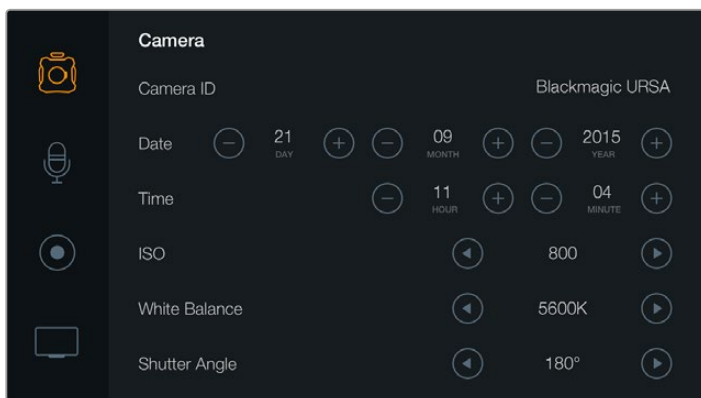 Camera
Camera ID Blackmagic URSA
Date 21 09 2015
DAY MONTH YEAR
Time 11 04
HOUR MINUTE
ISO 800
White Balance 5600K
Shutter Angle 180°